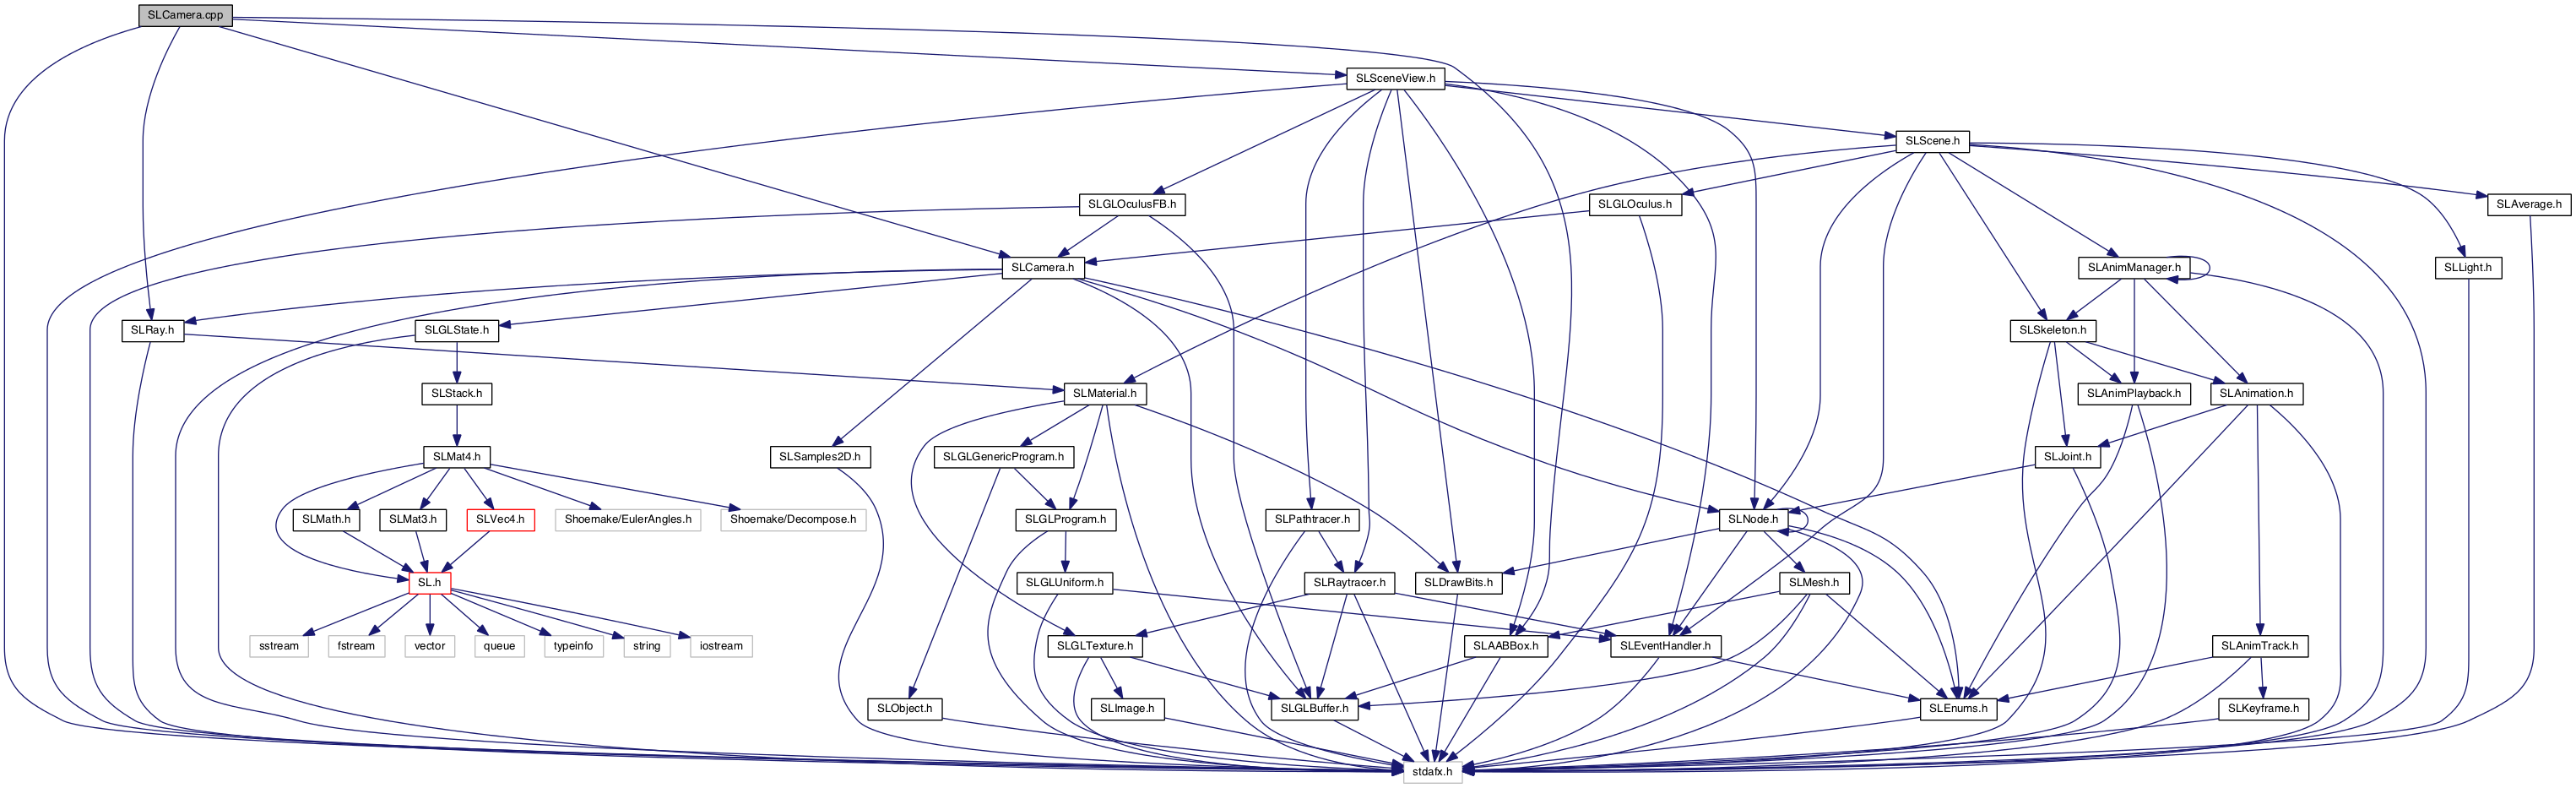 SLCamera.cpp
SLSceneView.h
SLScene.h
SLGLOculusFB.h
SLGLOculus.h
SLAverage.h
SLCamera.h
SLAnimManager.h
SLLight.h
SLRay.h
SLGLState.h
SLSkeleton.h
SLStack.h
SLMaterial.h
SLAnimPlayback.h
SLAnimation.h
SLMat4.h
SLSamples2D.h
SLGLGenericProgram.h
SLJoint.h
SLMath.h
SLMat3.h
SLVec4.h
Shoemake/EulerAngles.h
Shoemake/Decompose.h
SLGLProgram.h
SLPathtracer.h
SLNode.h
SL.h
SLGLUniform.h
SLRaytracer.h
SLDrawBits.h
SLMesh.h
sstream
fstream
vector
queue
typeinfo
string
iostream
SLGLTexture.h
SLAABBox.h
SLEventHandler.h
SLAnimTrack.h
SLObject.h
SLImage.h
SLGLBuffer.h
SLEnums.h
SLKeyframe.h
stdafx.h